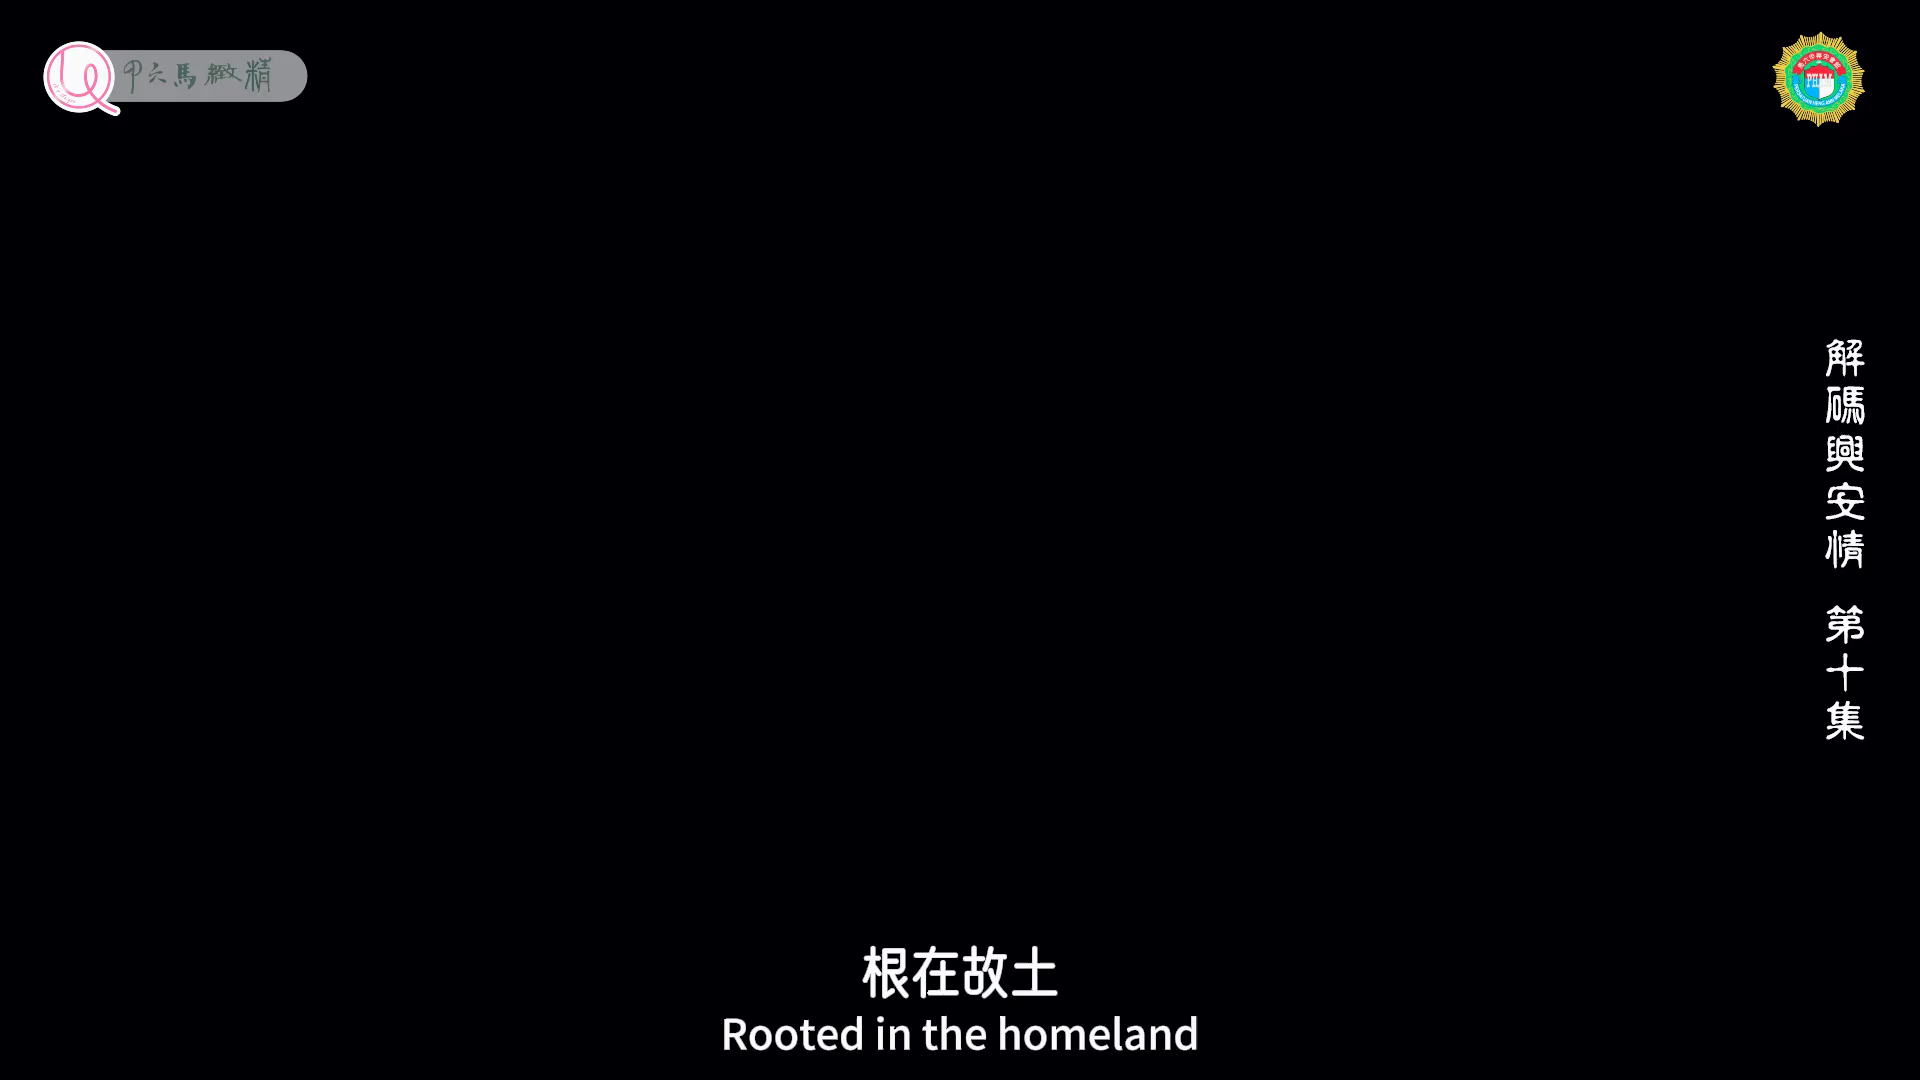 甲六馬緻精
PHAM
解碼興安情 第十集
根在故土
Rooted in the homeland